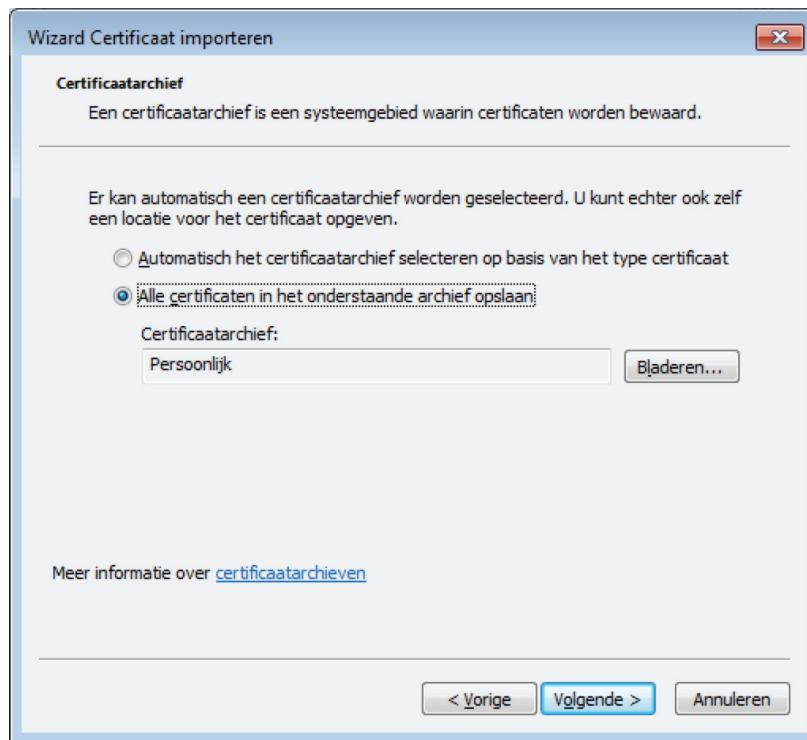 Wizard Certificaat importeren
Certificaatarchief
Een certificaatarchief is een systeemgebied waarin certificaten worden bewaard.
Er kan automatisch een certificaatarchief worden geselecteerd. U kunt echter ook zelf
een locatie voor het certificaat opgeven.
Automatisch het certificaatarchief selecteren op basis van het type certificaat
Alle certificaten in het onderstaande archief opslaan
Certificaatarchief:
Persoonlijk
Bladeren...
Meer informatie over certificaatarchieven
< Vorige
Volgende >
Annuleren